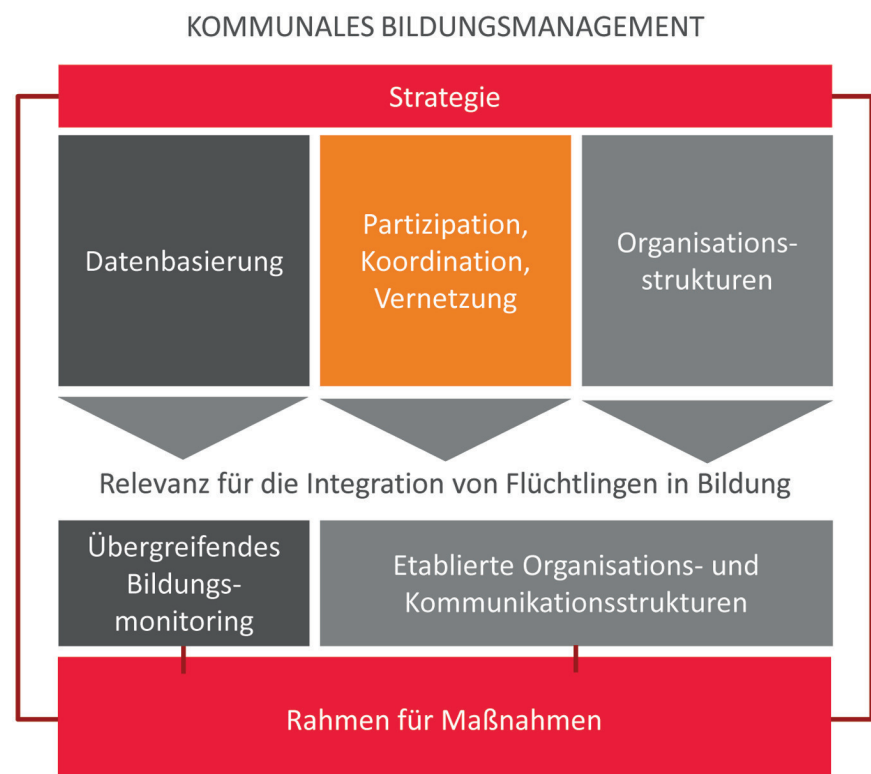 KOMMUNALES BILDUNGSMANAGEMENT
Strategie
Datenbasierung
Partizipation,
Koordination,
Vernetzung
Organisations-
strukturen
Relevanz für die Integration von Flüchtlingen in Bildung
Übergreifendes
Bildungs-
monitoring
Etablierte Organisations- und
Kommunikationsstrukturen
Rahmen für Maßnahmen